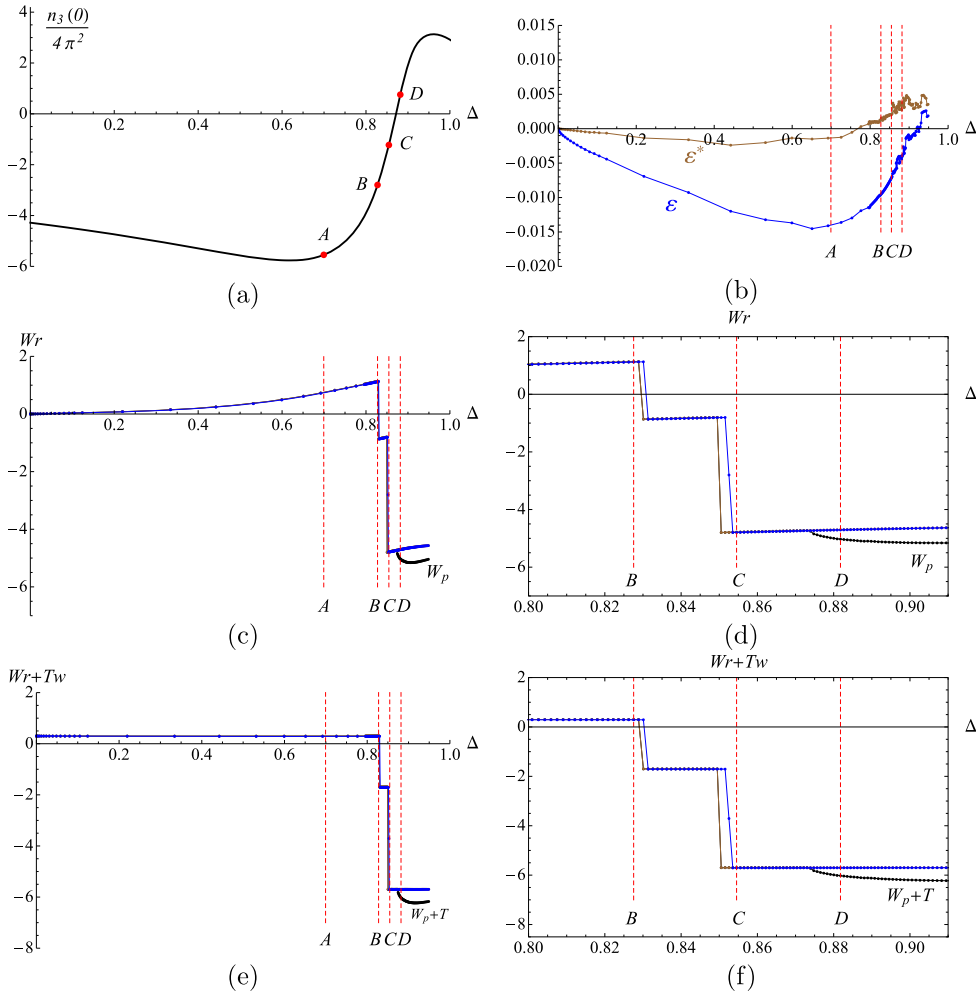 n3(0)
4π²
4
2
0
−2
−4
−6
0.2
0.4
0.6
0.8
1.0
Δ
A
B
C
D
(a)
0.015
0.010
0.005
0.000
−0.005
−0.010
−0.015
−0.020
0.2
0.4
0.6
0.8
1.0
Δ
ε*
ε
A
B C D
(b)
Wr
2
0
−2
−4
−6
0.2
0.4
0.6
0.8
1.0
Δ
Wp
A
B C D
(c)
Wr
2
0
−2
−4
−6
Δ
Wp
B
C
D
0.80 0.82 0.84 0.86 0.88 0.90
(d)
Wr+Tw
2
0
−2
−4
−6
−8
0.2
0.4
0.6
0.8
1.0
Δ
Wp+T
A
B C D
(e)
Wr+Tw
2
0
−2
−4
−6
−8
Δ
Wp+T
B
C
D
0.80 0.82 0.84 0.86 0.88 0.90
(f)